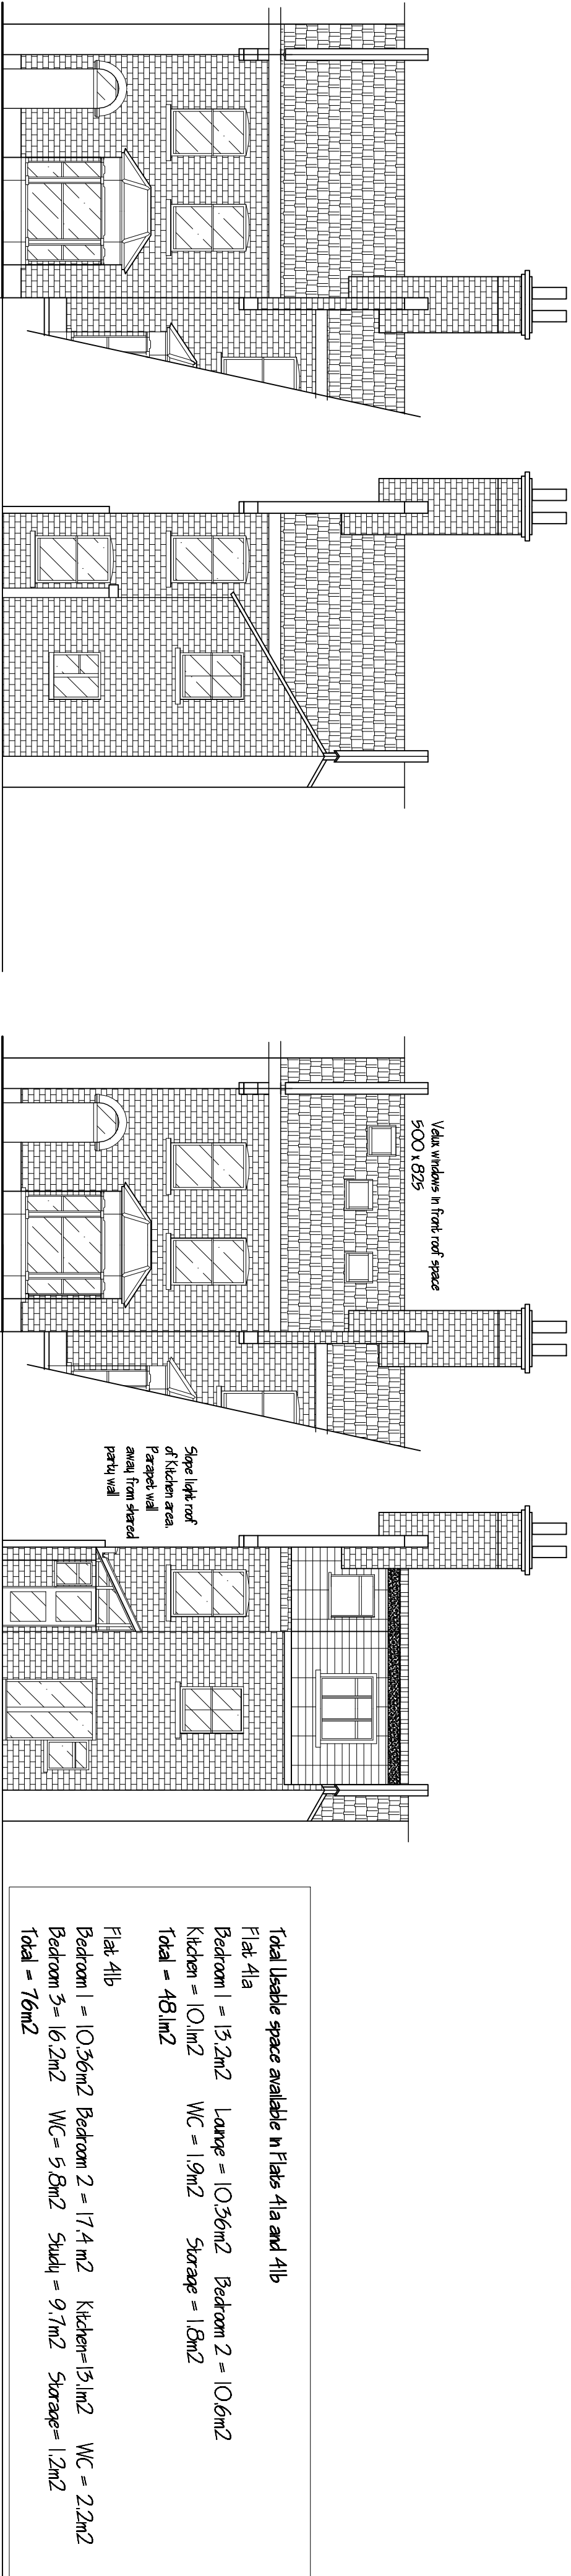 Velux windows in front roof space
500 x 825
Slope light roof
of Kitchen area.
Parapet wall
away from shared
party wall
Total Usable space available in Flats 41a and 41b
Flat 41a
Bedroom 1 = 13.2m2 Lounge = 10.36m2 Bedroom 2 = 10.6m2
Kitchen = 10.1m2 WC = 1.9m2 Storage = 1.8m2
Total = 48.1m2
Flat 41b
Bedroom 1 = 10.36m2 Bedroom 2 = 17.4 m2 Kitchen=13.1m2 WC = 2.2m2
Bedroom 3= 16.2m2 WC= 5.8m2 Study = 9.7m2 Storage= 1.2m2
Total = 76m2